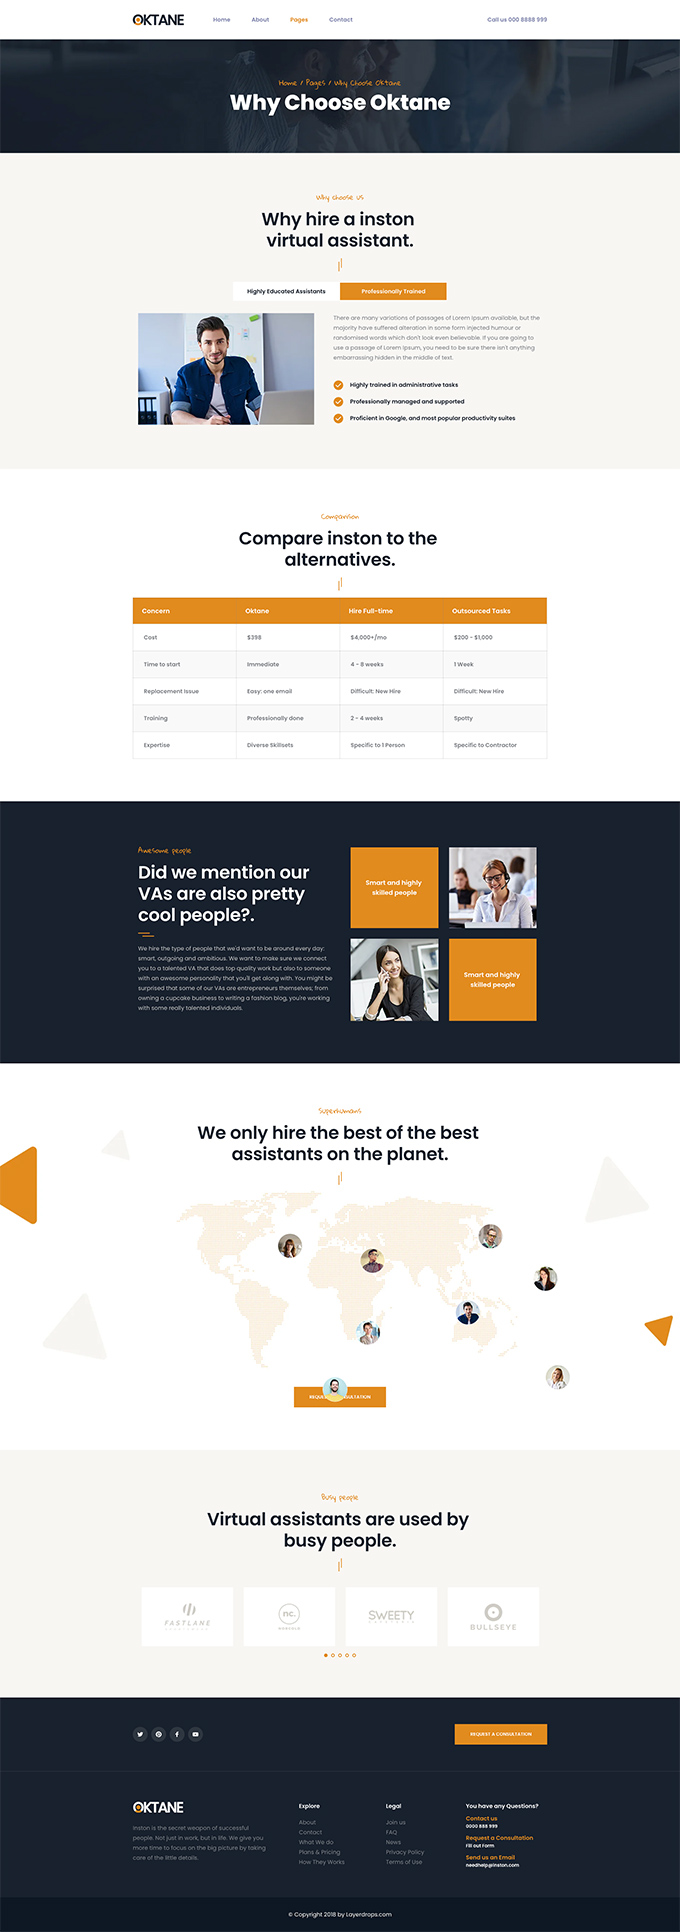 OKTANE
Home About Pages Contact
Call us 000 8888 999
Home / Pages / Why Choose Oktane
Why Choose Oktane
Why choose us
Why hire a inston
virtual assistant.
Highly Educated Assistants
Professionally Trained
There are many variations of passages of Lorem Ipsum available, but the
majority have suffered alteration in some form injected humour or
randomised words which don't look even believable. If you are going to
use a passage of Lorem Ipsum, you need to be sure there isn't anything
embarrassing hidden in the middle of text.
Highly trained in administrative tasks
Professionally managed and supported
Proficient in Google, and most popular productivity suites
Comparision
Compare inston to the
alternatives.
Concern Oktane Hire Full-time Outsourced Tasks
Cost $398 $4,000+/mo $200 - $1,000
Time to start Immediate 4 - 8 weeks 1 Week
Replacement Issue Easy: one email Difficult: New Hire Difficult: New Hire
Training Professionally done 2 - 4 weeks Spotty
Expertise Diverse Skillsets Specific to 1 Person Specific to Contractor
Awesome people
Did we mention our
VAs are also pretty
cool people?.
We hire the type of people that we'd want to be around every day:
smart, outgoing and ambitious. We want to make sure we connect
you to a talented VA that does top quality work but also to someone
with an awesome personality that you'll get along with. You might be
surprised that some of our VAs are entrepreneurs themselves; from
owning a cupcake business to writing a fashion blog, you're working
with some really talented individuals.
Smart and highly
skilled people
Smart and highly
skilled people
Superhumans
We only hire the best of the best
assistants on the planet.
Busy people
Virtual assistants are used by
busy people.
FASTLANE
nc.
SWEETY
BULLSEYE
REQUEST A CONSULTATION
OKTANE
Inston is the secret weapon of successful
people. Not just in work, but in life. We give you
more time to focus on the big picture by taking
care of the little details.
Explore
About
Contact
What We do
Plans & Pricing
How They Works
Legal
Join us
FAQ
News
Privacy Policy
Terms of Use
You have any Questions?
Contact us
0000 888 999
Request a Consultation
Fill out Form
Send us an Email
needhelp@inston.com
© Copyright 2018 by Layerdrops.com